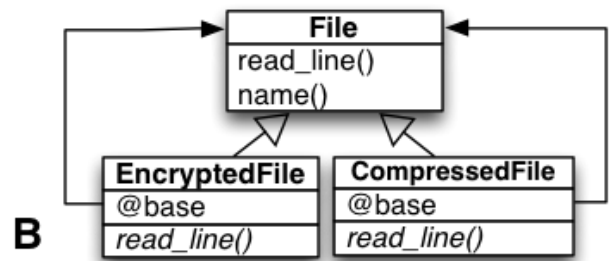 File
read_line()
name()
EncryptedFile
@base
read_line()
CompressedFile
@base
read_line()
B